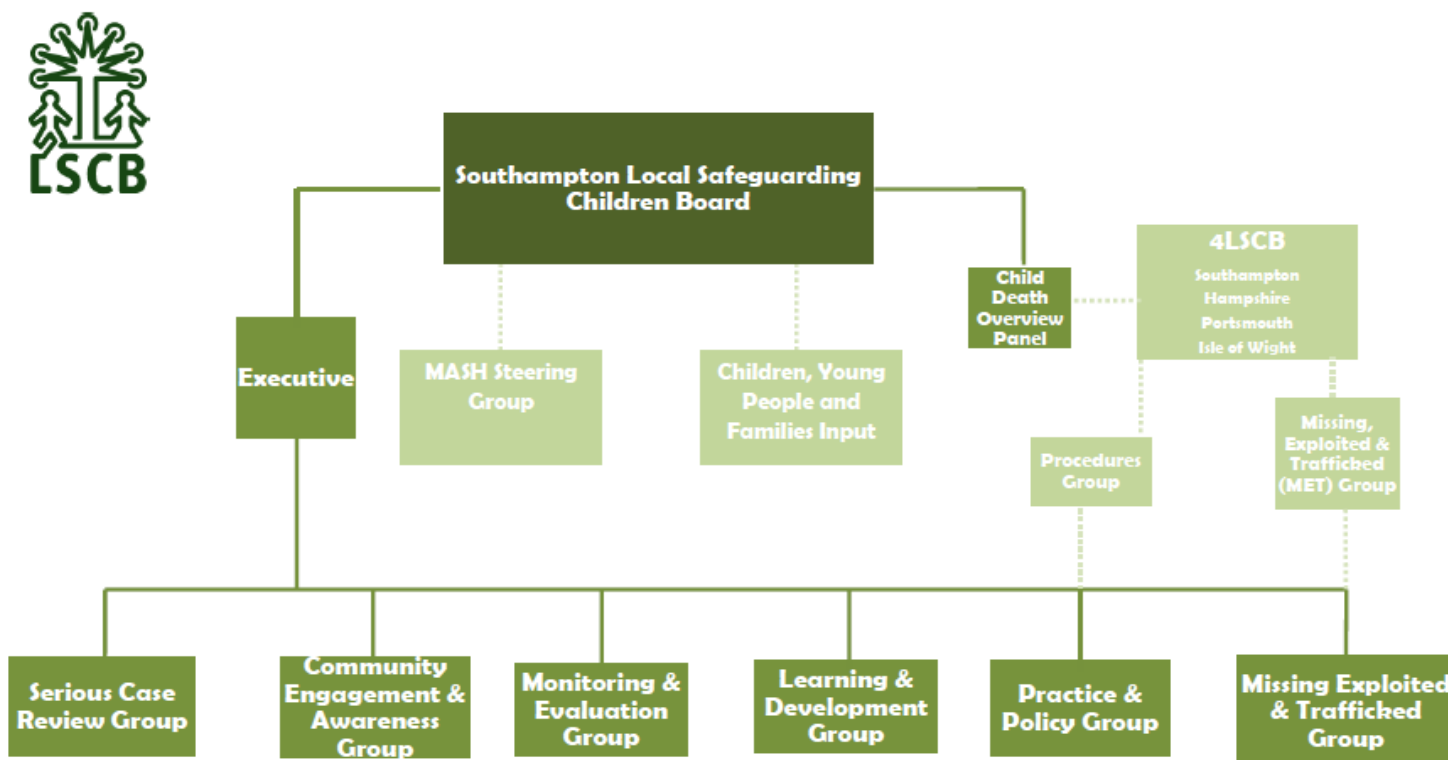 LSCB
Southampton Local Safeguarding
Children Board
4LSCB
Southampton
Hampshire
Portsmouth
Isle of Wight
Child
Death
Overview
Panel
Executive
MASH Steering
Group
Children, Young
People and
Families Input
Procedures
Group
Missing,
Exploited &
Trafficked
(MET) Group
Serious Case
Review Group
Community
Engagement &
Awareness
Group
Monitoring &
Evaluation
Group
Learning &
Development
Group
Practice &
Policy Group
Missing Exploited
& Trafficked
Group